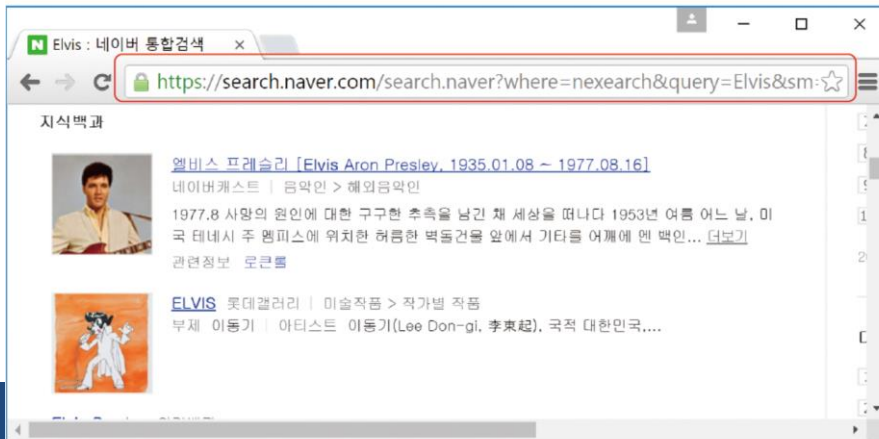 Elvis : 네이버 통합검색
https://search.naver.com/search.naver?where=nexearch&query=Elvis&sm=
지식백과
엘비스 프레슬리 [Elvis Aron Presley, 1935.01.08 ~ 1977.08.16]
네이버캐스트 | 음악인 > 해외음악인
1977.8 사망의 원인에 대한 구구한 추측을 남긴 채 세상을 떠나다 1953년 여름 어느 날, 미
국 테네시 주 멤피스에 위치한 허름한 벽돌건물 앞에서 기타를 어깨에 멘 백인... 더보기
관련정보 로큰롤
ELVIS 롯데갤러리 | 미술작품 > 작가별 작품
부제 이동기 | 아티스트 이동기(Lee Don-gi, 李東起), 국적 대한민국,...